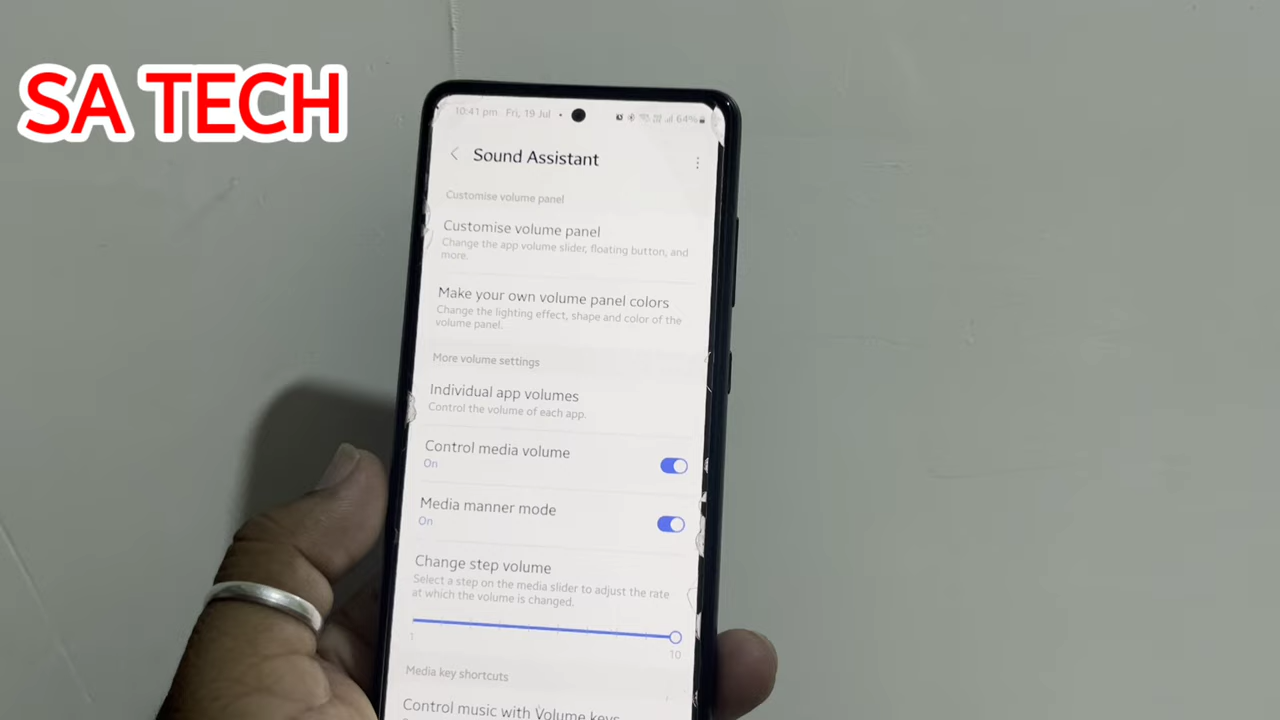 SA TECH
10:41 pm Fri, 19 Jul • 64%
Sound Assistant
Customise volume panel
Customise volume panel
Change the app volume slider, floating button, and
more.
Make your own volume panel colors
Change the lighting effect, shape and color of the
volume panel.
More volume settings
Individual app volumes
Control the volume of each app.
Control media volume
On
Media manner mode
On
Change step volume
Select a step on the media slider to adjust the rate
at which the volume is changed.
1
10
Media key shortcuts
Control music with Volume keys